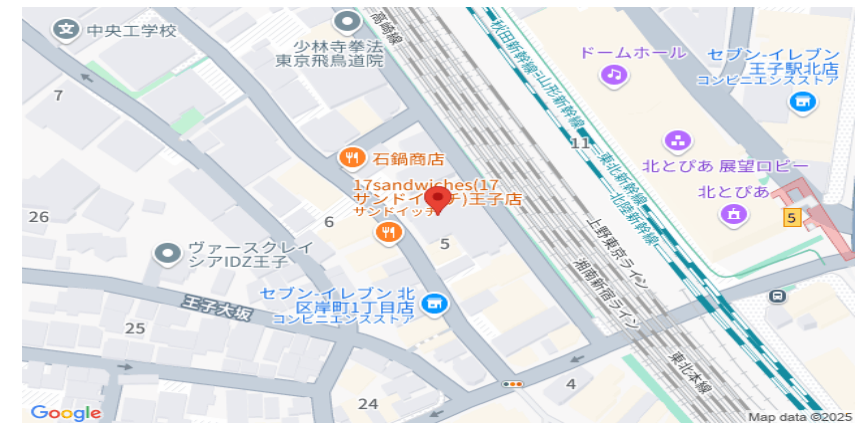 中央工学校
少林寺拳法
東京飛鳥道院
高崎線
秋田新幹線・山形新幹線
ドームホール
セブン-イレブン
王子駅北店
コンビニエンスストア
7
11
石鍋商店
北とぴあ 展望ロビー
東北新幹線
北陸新幹線
北とぴあ
17sandwiches(17
サンドイッチ)王子店
サンドイッチ
26
6
5
5
上野東京ライン
湘南新宿ライン
ヴァースクレイ
シアIDZ王子
王子大坂
セブン-イレブン 北
区岸町1丁目店
コンビニエンスストア
25
24
4
東北本線
Google
Map data ©2025